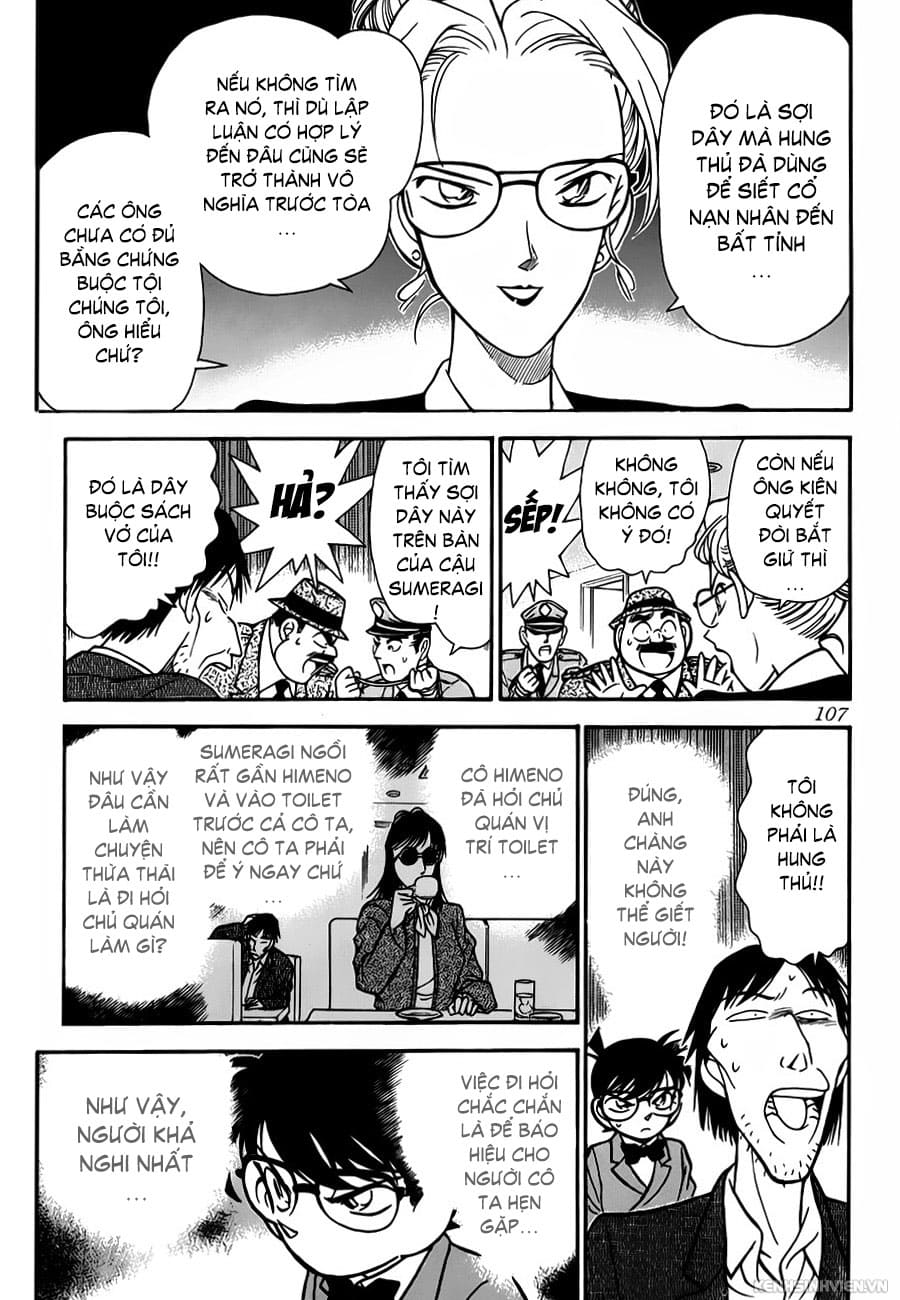 ĐÓ LÀ SỢI
DÂY MÀ HUNG
THỦ ĐÃ DÙNG
ĐỂ SIẾT CỔ
NẠN NHÂN ĐẾN
BẤT TỈNH
...
NẾU KHÔNG TÌM
RA NÓ, THÌ DÙ LẬP
LUẬN CÓ HỢP LÝ
ĐẾN ĐÂU CŨNG SẼ
TRỞ THÀNH VÔ
NGHĨA TRƯỚC TÒA
...
CÁC ÔNG
CHƯA CÓ ĐỦ
BẰNG CHỨNG
BUỘC TỘI
CHÚNG TÔI,
ÔNG HIỂU
CHỨ?
CÒN NẾU
ÔNG KIÊN
QUYẾT
ĐÒI BẮT
GIỮ THÌ
...
KHÔNG
KHÔNG, TÔI
KHÔNG CÓ
Ý ĐÓ!
SẾP!
TÔI TÌM
THẤY SỢI
DÂY NÀY
TRÊN BÀN
CỦA CẬU
SUMERAGI
!
HẢ?
ĐÓ LÀ DÂY
BUỘC SÁCH
VỞ CỦA
TÔI!!
107
TÔI
KHÔNG
PHẢI LÀ
HUNG
THỦ!!
ĐÚNG,
ANH
CHÀNG
NÀY
KHÔNG
THỂ GIẾT
NGƯỜI!
CÔ HIMENO
ĐÃ HỎI CHỦ
QUÁN VỊ
TRÍ TOILET
...
SUMERAGI NGỒI
RẤT GẦN HIMENO
VÀ VÀO TOILET
TRƯỚC CẢ CÔ TA,
NÊN CÔ TA PHẢI
ĐỂ Ý NGAY CHỨ
...
NHƯ VẬY
ĐÂU CẦN
LÀM
CHUYỆN
THỪA THÃI
LÀ ĐI HỎI
CHỦ QUÁN
LÀM GÌ?
VIỆC ĐI HỎI
CHẮC CHẮN
LÀ ĐỂ BÁO
HIỆU CHO
NGƯỜI CÔ
TA HẸN
GẶP...
NHƯ VẬY,
NGƯỜI KHẢ
NGHI NHẤT
...
KENHSINHVIEN.VN